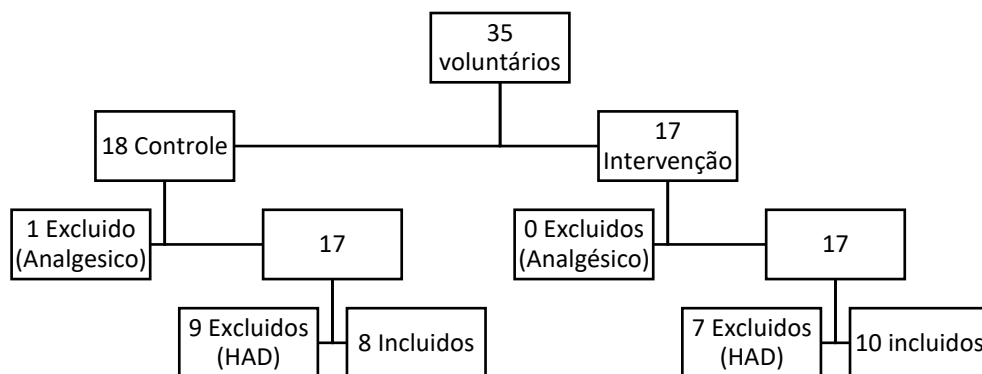 35
voluntários
18 Controle
17
Intervenção
1 Excluido
(Analgesico)
17
0 Excluidos
(Analgésico)
17
9 Excluidos
(HAD)
8 Incluidos
7 Excluidos
(HAD)
10 incluidos